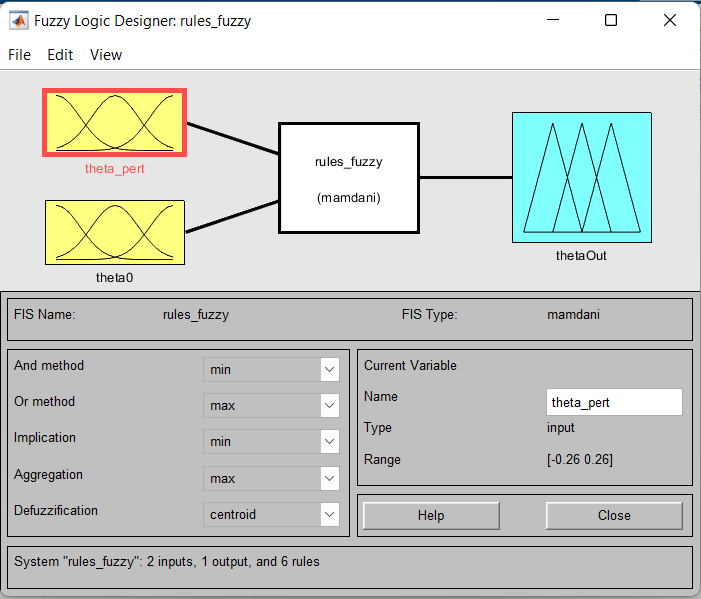 Fuzzy Logic Designer: rules_fuzzy
File Edit View
theta_pert
theta0
rules_fuzzy
(mamdani)
thetaOut
FIS Name: rules_fuzzy FIS Type: mamdani
And method min
Or method max
Implication min
Aggregation max
Defuzzification centroid
Current Variable
Name theta_pert
Type input
Range [-0.26 0.26]
Help Close
System "rules_fuzzy": 2 inputs, 1 output, and 6 rules